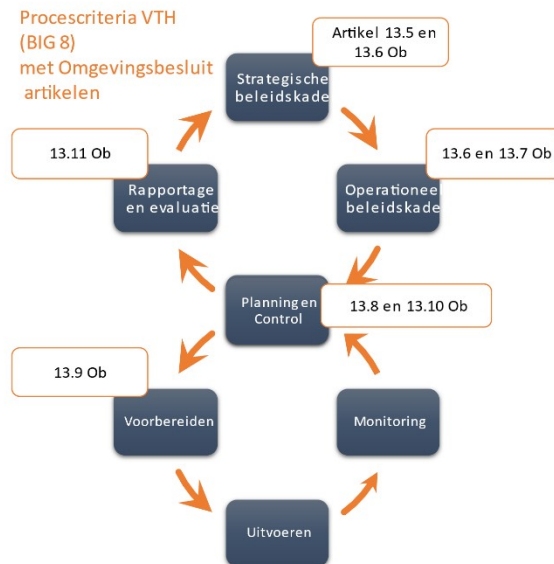 Procescriteria VTH
(BIG 8)
met Omgevingsbesluit
artikelen
Artikel 13.5 en
13.6 Ob
Strategische
beleidskade
13.11 Ob
13.6 en 13.7 Ob
Rapportage
en evaluatie
Operationeel
beleidskade
Planning en
Control
13.8 en 13.10 Ob
13.9 Ob
Voorbereiden
Monitoring
Uitvoeren